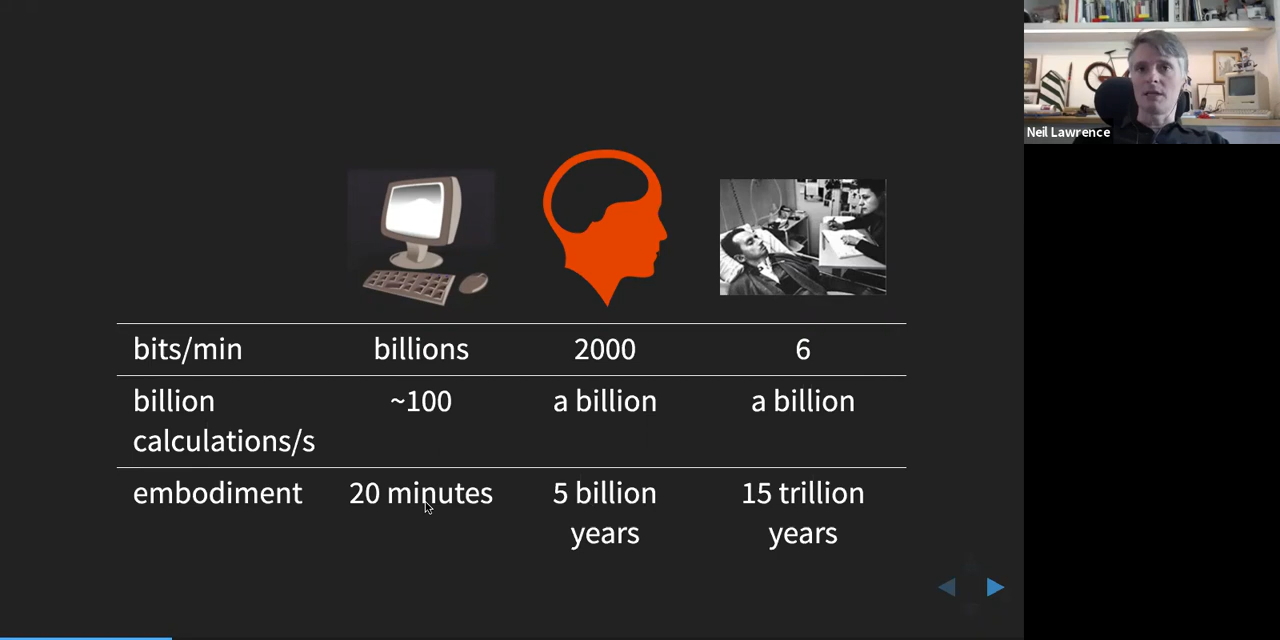 Neil Lawrence
bits/min billions 2000 6
billion calculations/s ~100 a billion a billion
embodiment 20 minutes 5 billion years 15 trillion years